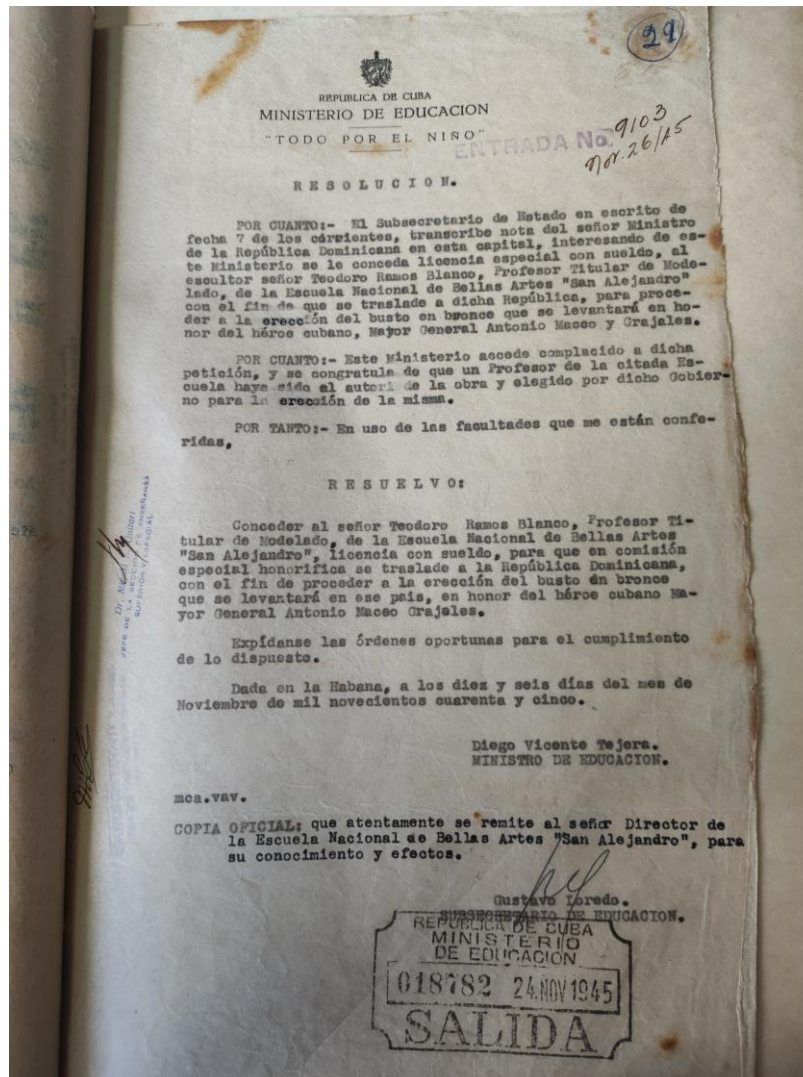 29
REPUBLICA DE CUBA
MINISTERIO DE EDUCACION
"TODO POR EL NIÑO"
ENTRADA No.
9103
Nov. 26/45
RESOLUCION.
POR CUANTO:- El Subsecretario de Estado en escrito de
fecha 7 de los corrientes, transcribe nota del señor Ministro
de la República Dominicana en esta capital, interesando de es-
te Ministerio se le conceda licencia especial con sueldo, al
escultor señor Teodoro Ramos Blanco, Profesor Titular de Mode-
lado, de la Escuela Nacional de Bellas Artes "San Alejandro"
con el fin de que se traslade a dicha República, para proce-
der a la erección del busto en bronce que se levantará en ho-
nor del héroe cubano, Mayor General Antonio Maceo y Grajales.
POR CUANTO:- Este Ministerio accede complacido a dicha
petición, y se congratula de que un Profesor de la citada Es-
cuela haya sido el autor de la obra y elegido por dicho Gobier-
no para la erección de la misma.
POR TANTO:- En uso de las facultades que me están confe-
ridas,
RESUELVO:
Conceder al señor Teodoro Ramos Blanco, Profesor Ti-
tular de Modelado, de la Escuela Nacional de Bellas Artes
"San Alejandro", licencia con sueldo, para que en comisión
especial honorifica se traslade a la República Dominicana,
con el fin de proceder a la erección del busto en bronce
que se levantará en ese pais, en honor del héroe cubano Ma-
yor General Antonio Maceo Grajales.
Expídanse las órdenes oportunas para el cumplimiento
de lo dispuesto.
Dada en la Habana, a los diez y seis días del mes de
Noviembre de mil novecientos cuarenta y cinco.
Diego Vicente Tejera.
MINISTRO DE EDUCACION.
mca.vav.
COPIA OFICIAL: que atentamente se remite al señor Director de
la Escuela Nacional de Bellas Artes "San Alejandro", para
su conocimiento y efectos.
Gustavo Loredo.
SUBSECRETARIO DE EDUCACION.
REPUBLICA DE CUBA
MINISTERIO
DE EDUCACION
018782 24 NOV 1945
SALIDA
Dr.
JEFE DE LA SECCION DE ENSEÑANZA
SUPERIOR Y ESPECIAL